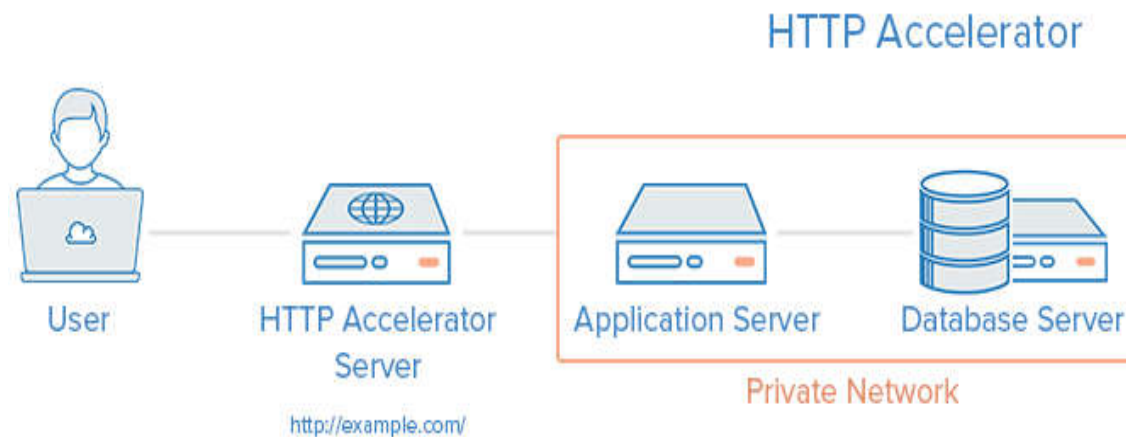 HTTP Accelerator
User
HTTP Accelerator
Server
http://example.com/
Application Server
Database Server
Private Network